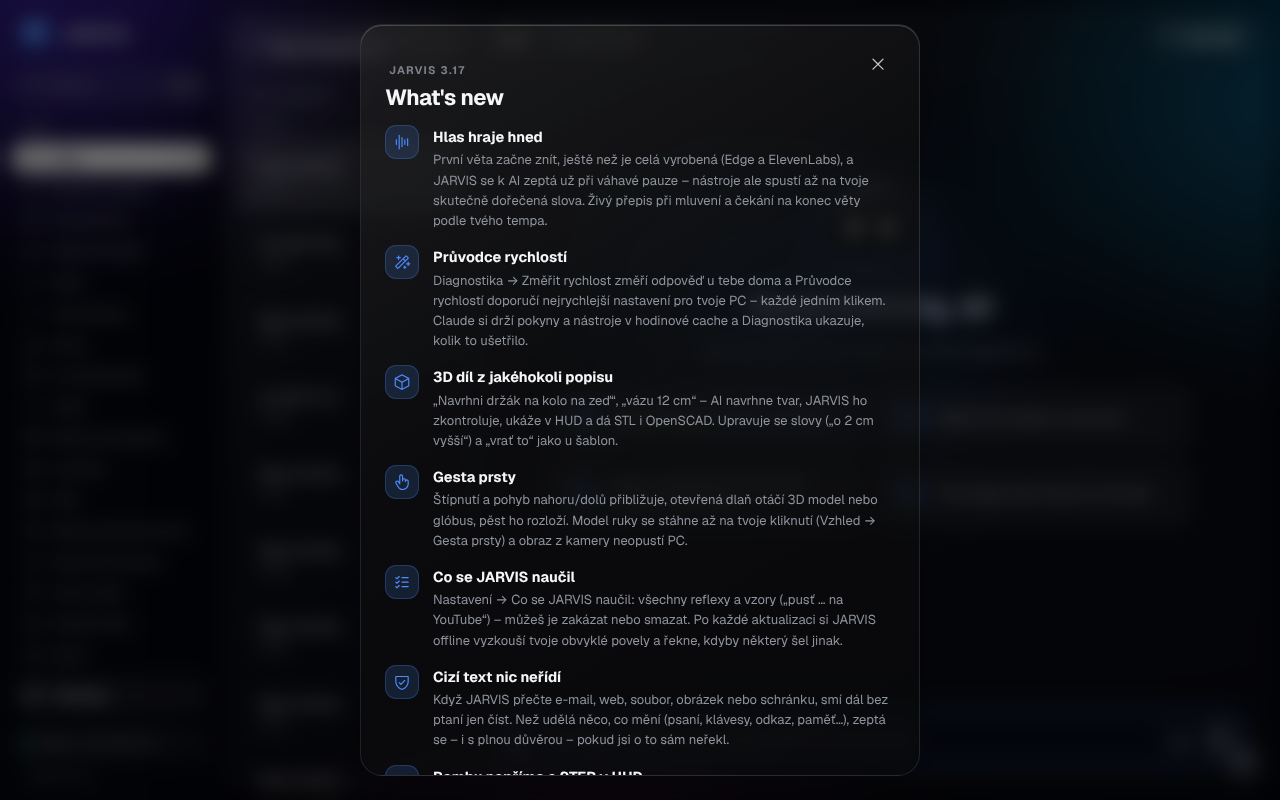 JARVIS 3.17
What's new
Hlas hraje hned
První věta začne znít, ještě než je celá vyrobená (Edge a ElevenLabs), a
JARVIS se k AI zeptá už při váhavé pauze – nástroje ale spustí až na tvoje
skutečně dořečená slova. Živý přepis při mluvení a čekání na konec věty
podle tvého tempa.
Průvodce rychlostí
Diagnostika → Změřit rychlost změří odpověď u tebe doma a Průvodce
rychlostí doporučí nejrychlejší nastavení pro tvoje PC – každé jedním klikem.
Claude si drží pokyny a nástroje v hodinové cache a Diagnostika ukazuje,
kolik to ušetřilo.
3D díl z jakéhokoli popisu
„Navrhni držák na kolo na zeď“, „vázu 12 cm“ – AI navrhne tvar, JARVIS ho
zkontroluje, ukáže v HUD a dá STL i OpenSCAD. Upravuje se slovy („o 2 cm
vyšší“) a „vrať to“ jako u šablon.
Gesta prsty
Štípnutí a pohyb nahoru/dolů přibližuje, otevřená dlaň otáčí 3D model nebo
glóbus, pěst ho rozloží. Model ruky se stáhne až na tvoje kliknutí (Vzhled →
Gesta prsty) a obraz z kamery neopustí PC.
Co se JARVIS naučil
Nastavení → Co se JARVIS naučil: všechny reflexy a vzory („pusť … na
YouTube“) – můžeš je zakázat nebo smazat. Po každé aktualizaci si JARVIS
offline vyzkouší tvoje obvyklé povely a řekne, kdyby některý šel jinak.
Cizí text nic neřídí
Když JARVIS přečte e-mail, web, soubor, obrázek nebo schránku, smí dál bez
ptaní jen číst. Než udělá něco, co mění (psaní, klávesy, odkaz, paměť…), zeptá
se – i s plnou důvěrou – pokud jsi o to sám neřekl.